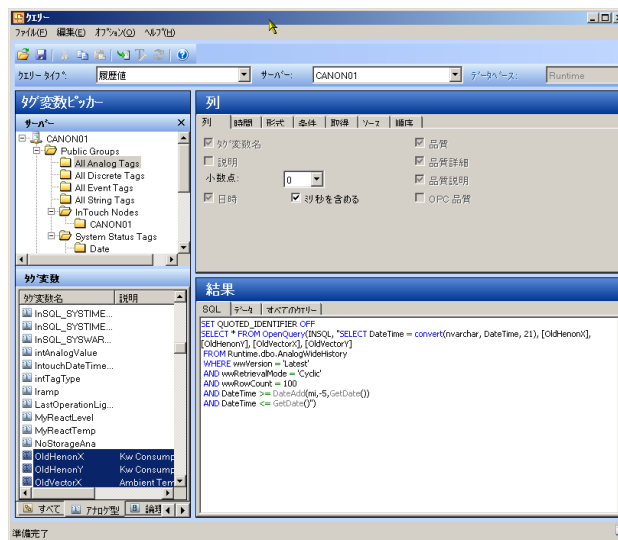 クエリー
ファイル(F) 編集(E) オプション(O) ヘルプ(H)
クエリー タイプ: 履歴値 サーバー: CANON01 データベース: Runtime
タグ変数ピッカー
サーバー
CANON01
Public Groups
All Analog Tags
All Discrete Tags
All Event Tags
All String Tags
InTouch Nodes
CANON01
System Status Tags
Date
タグ変数
タグ変数名 説明
InSQL_SYSTIME...
InSQL_SYSTIME...
InSQL_SYSWAR...
intAnalogValue
IntouchDateTime...
intTagType
Iramp
LastOperationLig...
MyReactLevel
MyReactTemp
NoStorageAna
OldHenonX Kw Consump
OldHenonY Kw Consump
OldVectorX Ambient Tem
すべて アナログ型 論理
列
列 時間 形式 条件 取得 ソース 順序
タグ変数名 品質
説明 品質詳細
小数点: 0 品質説明
日時 ミリ秒を含める OPC 品質
結果
SQL データ すべてのクエリー
SET QUOTED_IDENTIFIER OFF
SELECT * FROM OpenQuery(INSQL, "SELECT DateTime = convert(nvarchar, DateTime, 21), [OldHenonX],
[OldHenonY], [OldVectorX], [OldVectorY]
FROM Runtime.dbo.AnalogWideHistory
WHERE wwVersion = 'Latest'
AND wwRetrievalMode = 'Cyclic'
AND wwRowCount = 100
AND DateTime >= DateAdd(mi,-5,GetDate())
AND DateTime <= GetDate()")
準備完了